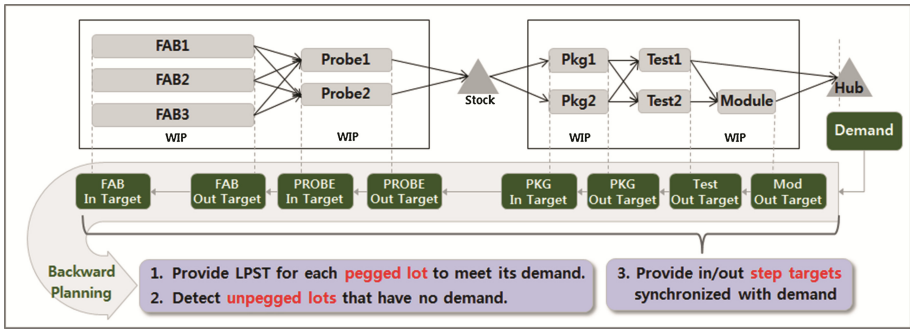 FAB1
FAB2
FAB3
WIP
Probe1
Probe2
WIP
Stock
Pkg1
Pkg2
WIP
Test1
Test2
Module
WIP
Hub
Demand
FAB
In Target
FAB
Out Target
PROBE
In Target
PROBE
Out Target
PKG
In Target
PKG
Out Target
Test
Out Target
Mod
Out Target
Backward
Planning
1. Provide LPST for each pegged lot to meet its demand.
2. Detect unpegged lots that have no demand.
3. Provide in/out step targets
synchronized with demand